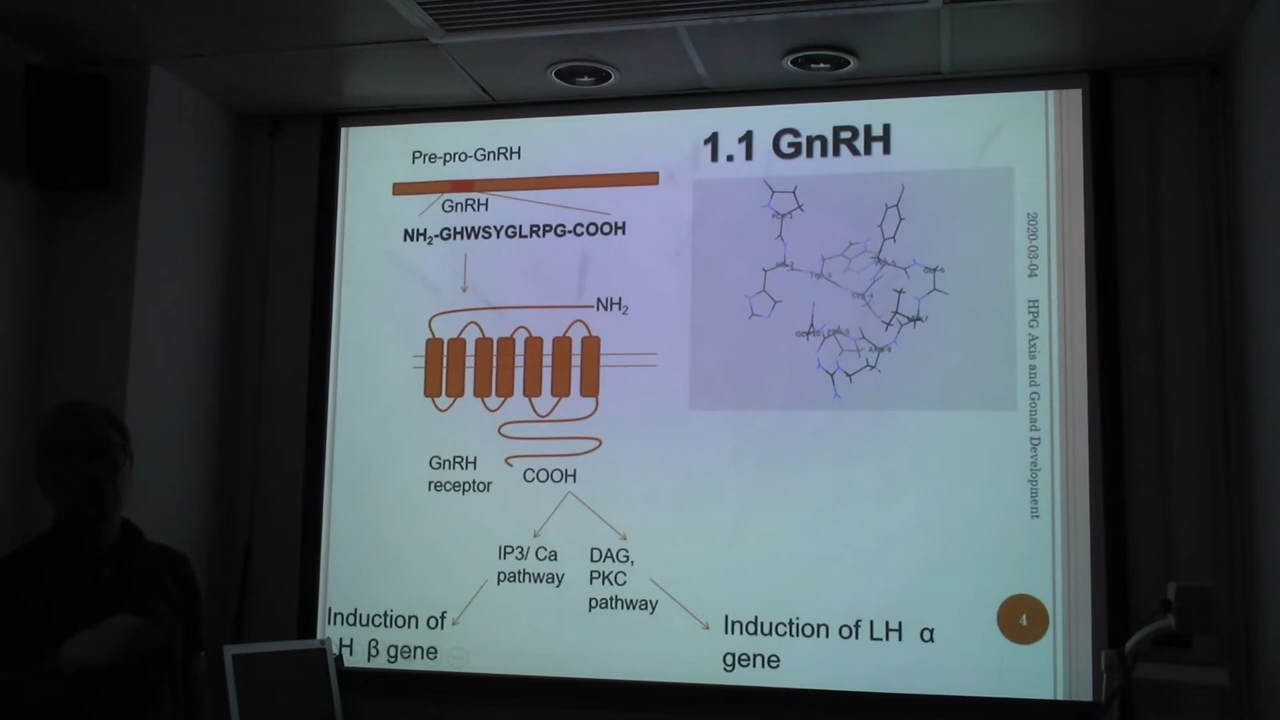 1.1 GnRH
Pre-pro-GnRH
GnRH
NH₂-GHWSYGLRPG-COOH
NH₂
GnRH
receptor
COOH
IP3/ Ca
pathway
DAG,
PKC
pathway
Induction of
LH β gene
Induction of LH α
gene
2020-03-04 HPG Axis and Gonad Development
4